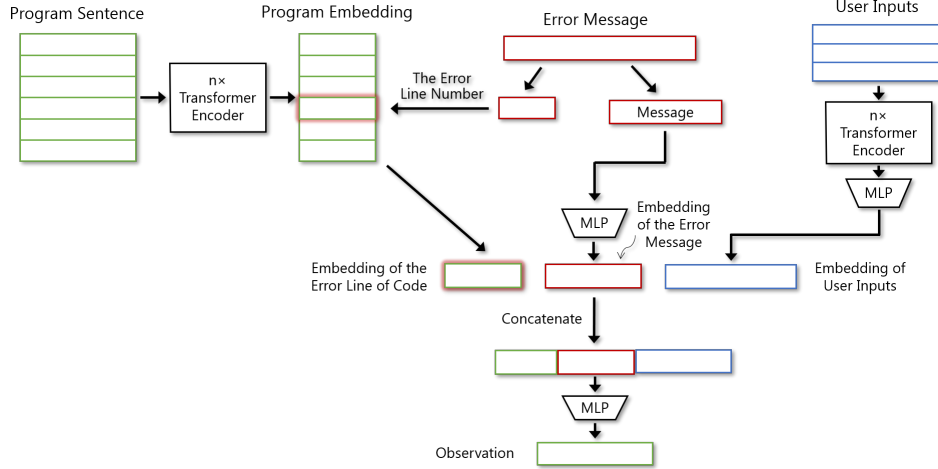 Program Sentence
Program Embedding
Error Message
User Inputs
n×
Transformer
Encoder
The Error
Line Number
Message
n×
Transformer
Encoder
MLP
MLP
Embedding
of the Error
Message
Embedding of the
Error Line of Code
Embedding of
User Inputs
Concatenate
MLP
Observation